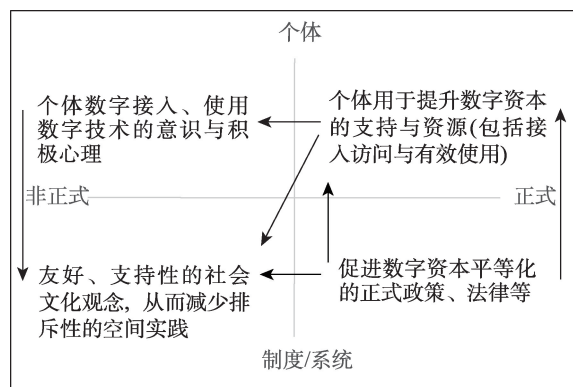 个体
个体数字接入、使用
数字技术的意识与积
极心理
个体用于提升数字资本
的支持与资源(包括接
入访问与有效使用)
非正式
正式
友好、支持性的社会
文化观念，从而减少排
斥性的空间实践
促进数字资本平等化
的正式政策、法律等
制度/系统